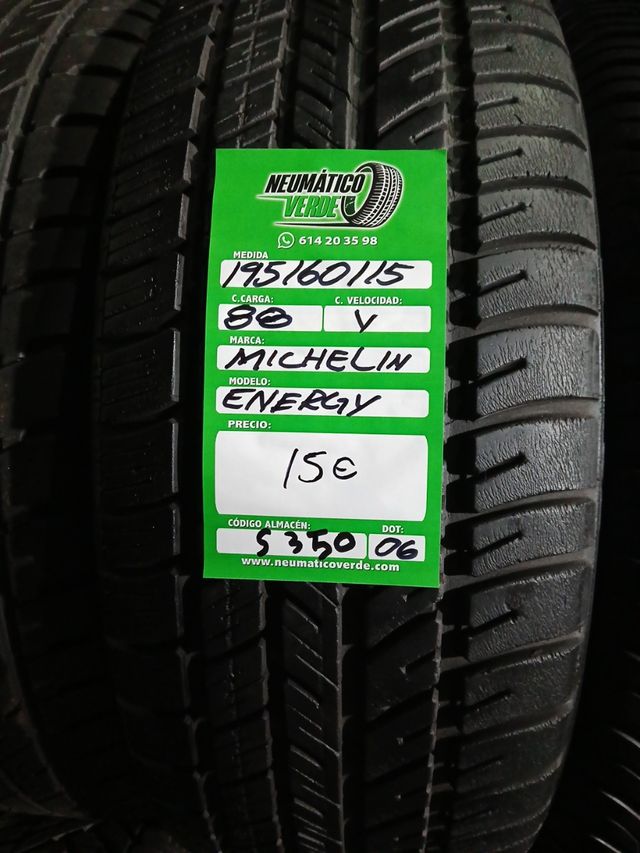 NEUMÁTICO
VERDE
614 20 35 98
MEDIDA
195/60/15
C.CARGA: C. VELOCIDAD:
88 V
MARCA:
MICHELIN
MODELO:
ENERGY
PRECIO:
15€
CÓDIGO ALMACÉN: DOT:
S350 06
www.neumaticoverde.com